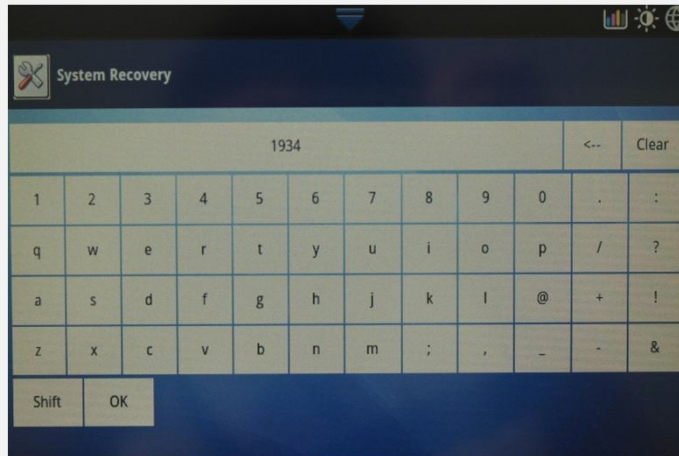 System Recovery
1934 <-- Clear
1 2 3 4 5 6 7 8 9 0 . :
q w e r t y u i o p / ?
a s d f g h j k l @ + !
z x c v b n m ; , _ - &
Shift OK